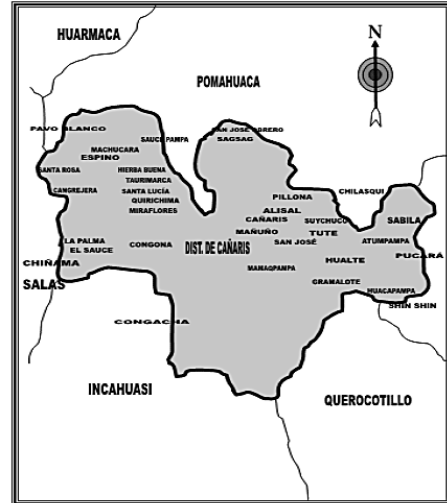 HUARMACA
N
POMAHUACA
PAVO BLANCO
SAN JOSÉ OBRERO
SAUCE PAMPA
SAGSAG
MACHUCARA
ESPINO
SANTA ROSA
HIERBA BUENA
TAURIMARCA
CANGREJERA
SANTA LUCÍA
QUIRICHIMA
MIRAFLORES
PILLONA
CHILASQUI
ALISAL
CAÑARIS
SUYCHUCO
SABILA
MAÑUÑO
TUTE
LA PALMA
EL SAUCE
CONGONA
DIST. DE CAÑARIS
SAN JOSÉ
ATUMPAMPA
PUCARÁ
CHIÑAMA
HUALTE
MAMAQPAMPA
SALAS
GRAMALOTE
HUACAPAMPA
SHIN SHIN
CONGACHA
INCAHUASI
QUEROCOTILLO